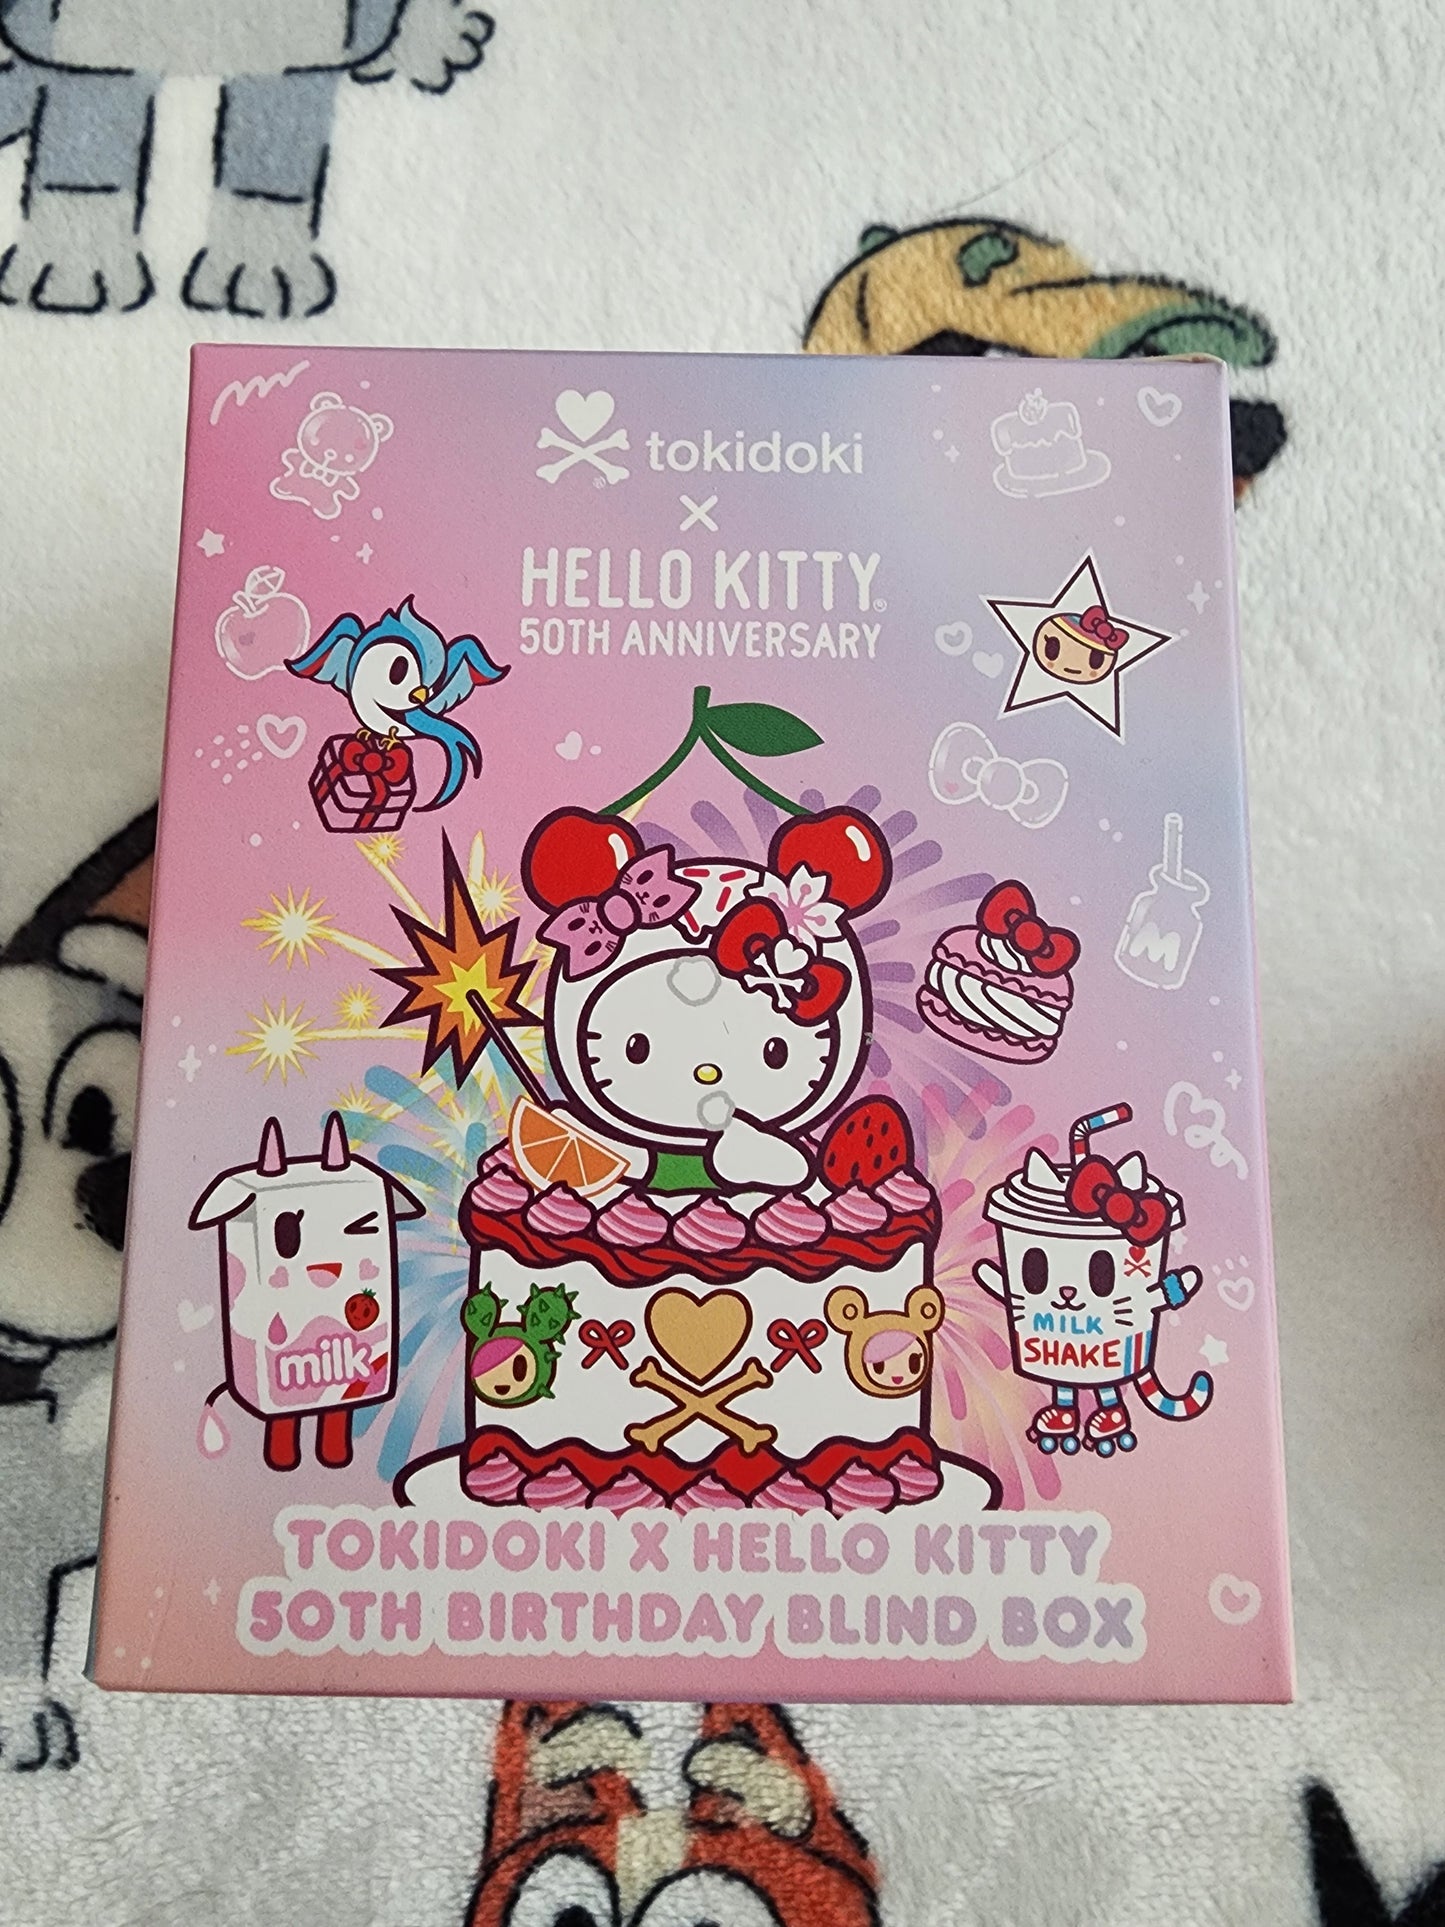 tokidoki
x
HELLO KITTY®
50TH ANNIVERSARY
M
milk
MILK
SHAKE
TOKIDOKI X HELLO KITTY
50TH BIRTHDAY BLIND BOX